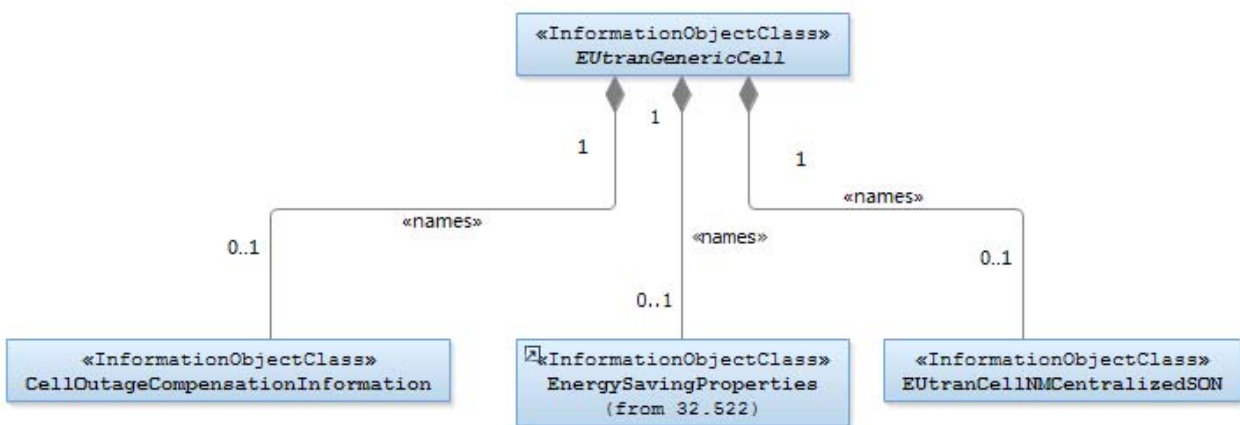 «InformationObjectClass»
EUtranGenericCell
1
1
1
«names»
«names»
«names»
0..1
0..1
0..1
«InformationObjectClass»
CellOutageCompensationInformation
«InformationObjectClass»
EnergySavingProperties
(from 32.522)
«InformationObjectClass»
EUtranCellNMCentralizedSON